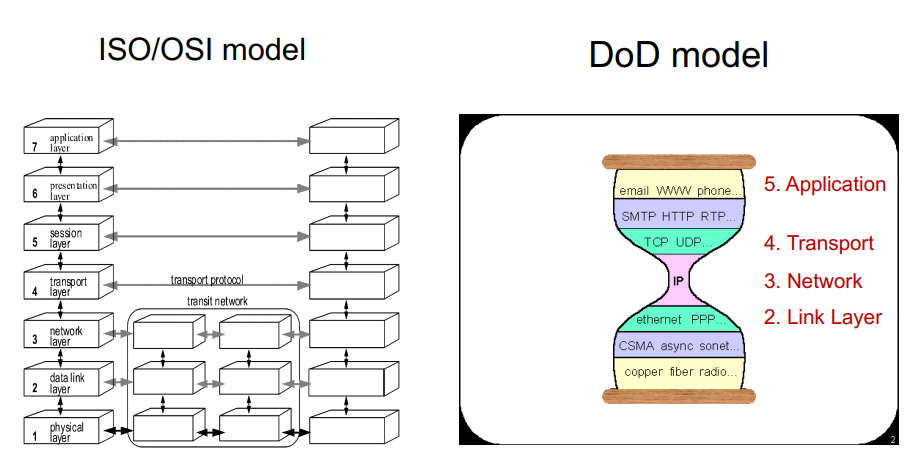 ISO/OSI model
7 application
layer
6 presentation
layer
5 session
layer
4 transport
layer
transport protocol
transit network
3 network
layer
2 data link
layer
1 physical
layer
DoD model
email WWW phone...
SMTP HTTP RTP...
TCP UDP...
IP
ethernet PPP...
CSMA async sonet...
copper fiber radio...
5. Application
4. Transport
3. Network
2. Link Layer
2